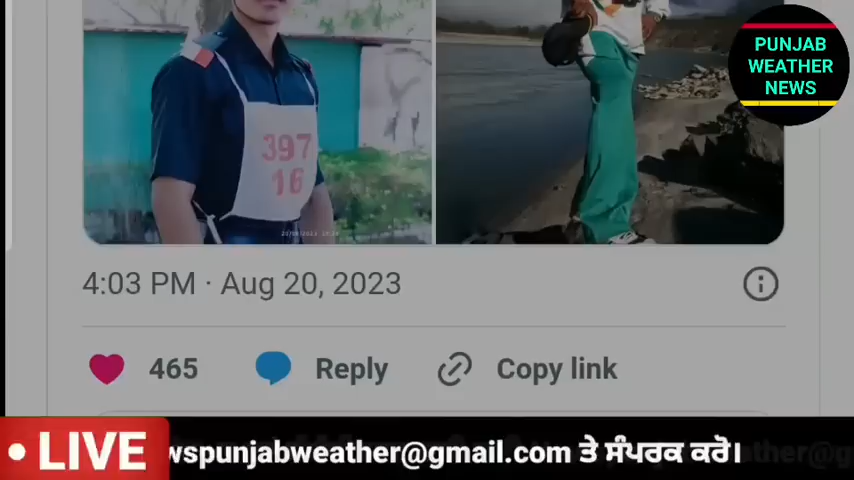 PUNJAB
WEATHER
NEWS
397
16
4:03 PM · Aug 20, 2023
465
Reply
Copy link
LIVE
wspunjabweather@gmail.com ਤੇ ਸੰਪਰਕ ਕਰੋ।